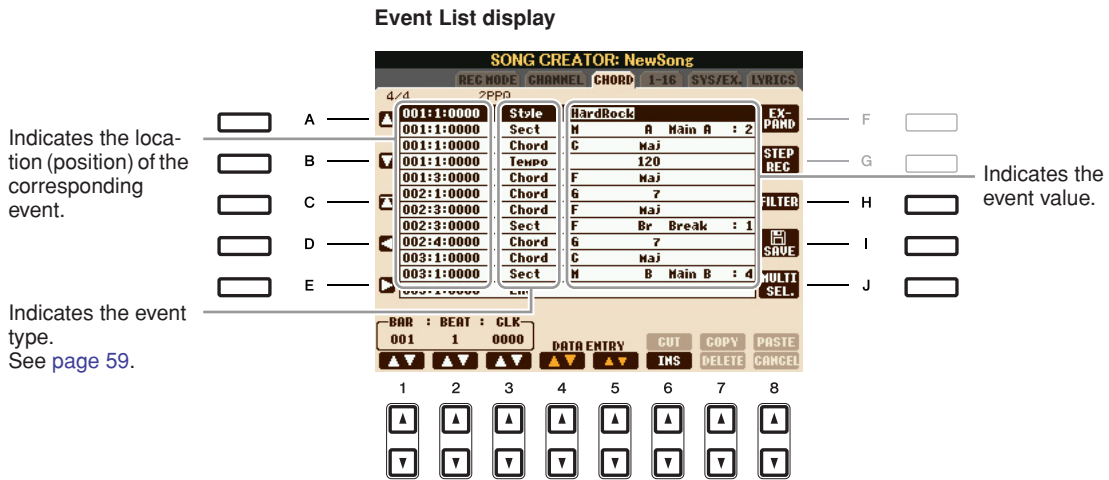 Event List display
SONG CREATOR: NewSong
REC MODE CHANNEL CHORD 1-16 SYS/EX. LYRICS
4/4 2PPQ
001:1:0000 Style HardRock
001:1:0000 Sect M A Main A : 2
001:1:0000 Chord C Maj
001:1:0000 Tempo 120
001:3:0000 Chord F Maj
002:1:0000 Chord G 7
002:3:0000 Chord F Maj
002:3:0000 Sect F Br Break : 1
002:4:0000 Chord G 7
003:1:0000 Chord C Maj
003:1:0000 Sect M B Main B : 4
A
B
C
D
E
EX-
PAND
STEP
REC
FILTER
SAVE
MULTI
SEL.
F
G
H
I
J
Indicates the loca-
tion (position) of the
corresponding
event.
Indicates the event
type.
See page 59.
Indicates the
event value.
BAR : BEAT : CLK
001 1 0000
DATA ENTRY
CUT COPY PASTE
INS DELETE CANCEL
1 2 3 4 5 6 7 8